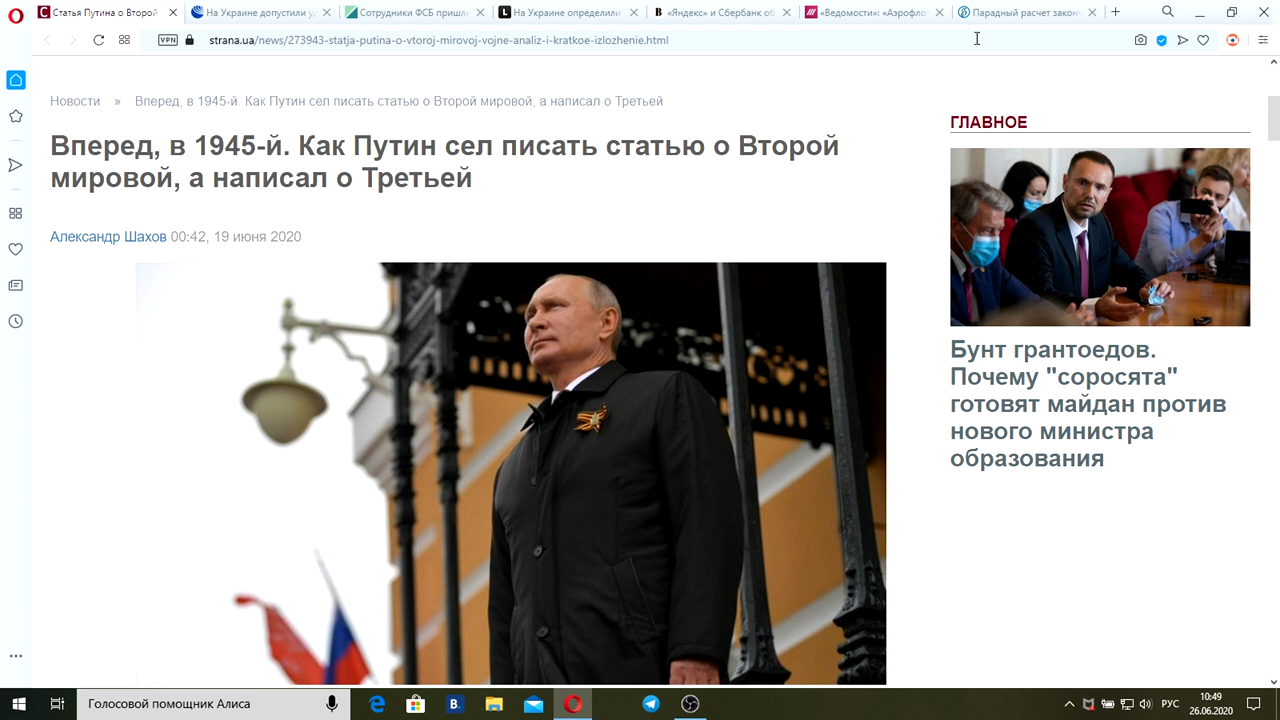 Статья Путина о Второй
На Украине допустили уд
Сотрудники ФСБ пришл
На Украине определили
«Яндекс» и Сбербанк об
«Ведомости»: «Аэрофлот
Парадный расчет законч
VPN
strana.ua/news/273943-statja-putina-o-vtoroj-mirovoj-vojne-analiz-i-kratkoe-izlozhenie.html
Новости » Вперед, в 1945-й. Как Путин сел писать статью о Второй мировой, а написал о Третьей
Вперед, в 1945-й. Как Путин сел писать статью о Второй
мировой, а написал о Третьей
Александр Шахов 00:42, 19 июня 2020
ГЛАВНОЕ
Бунт грантоедов.
Почему "соросята"
готовят майдан против
нового министра
образования
Голосовой помощник Алиса
РУС
10:49
26.06.2020